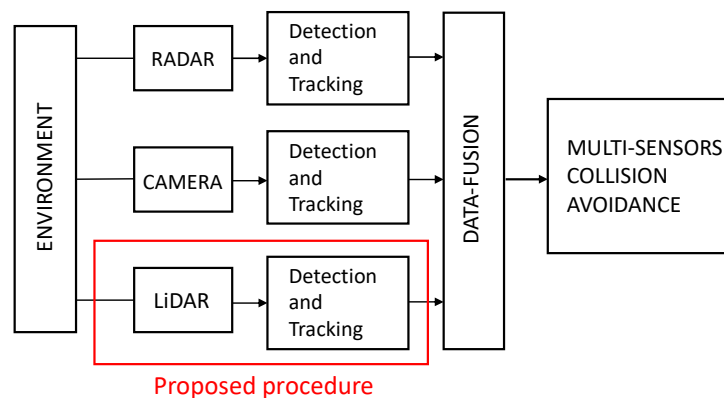 ENVIRONMENT
RADAR
Detection
and
Tracking
CAMERA
Detection
and
Tracking
LiDAR
Detection
and
Tracking
DATA-FUSION
MULTI-SENSORS
COLLISION
AVOIDANCE
Proposed procedure